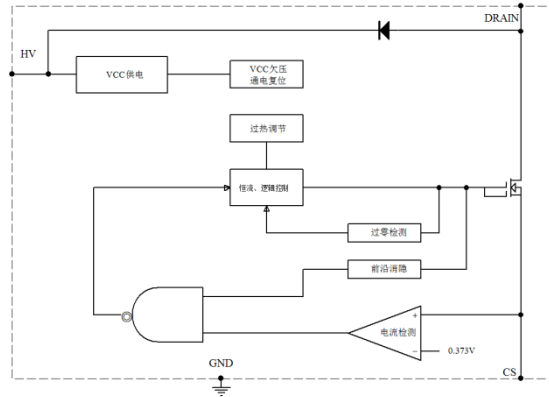 DRAIN
HV
VCC供电
VCC欠压
通电复位
过热调节
恒流、逻辑控制
过零检测
前沿消隐
+
电流检测
−
0.373V
GND
CS